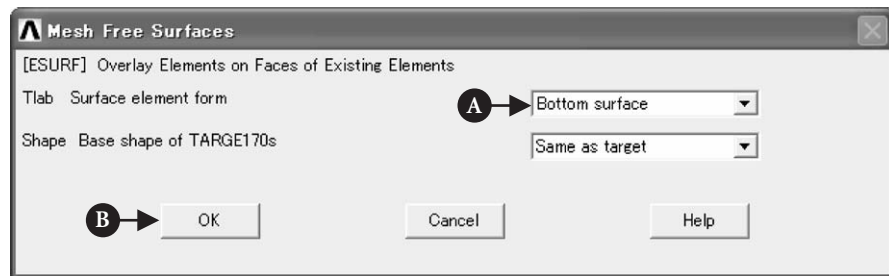 Mesh Free Surfaces
[ESURF] Overlay Elements on Faces of Existing Elements
Tlab Surface element form
A
Bottom surface
Shape Base shape of TARGE170s
Same as target
B
OK
Cancel
Help